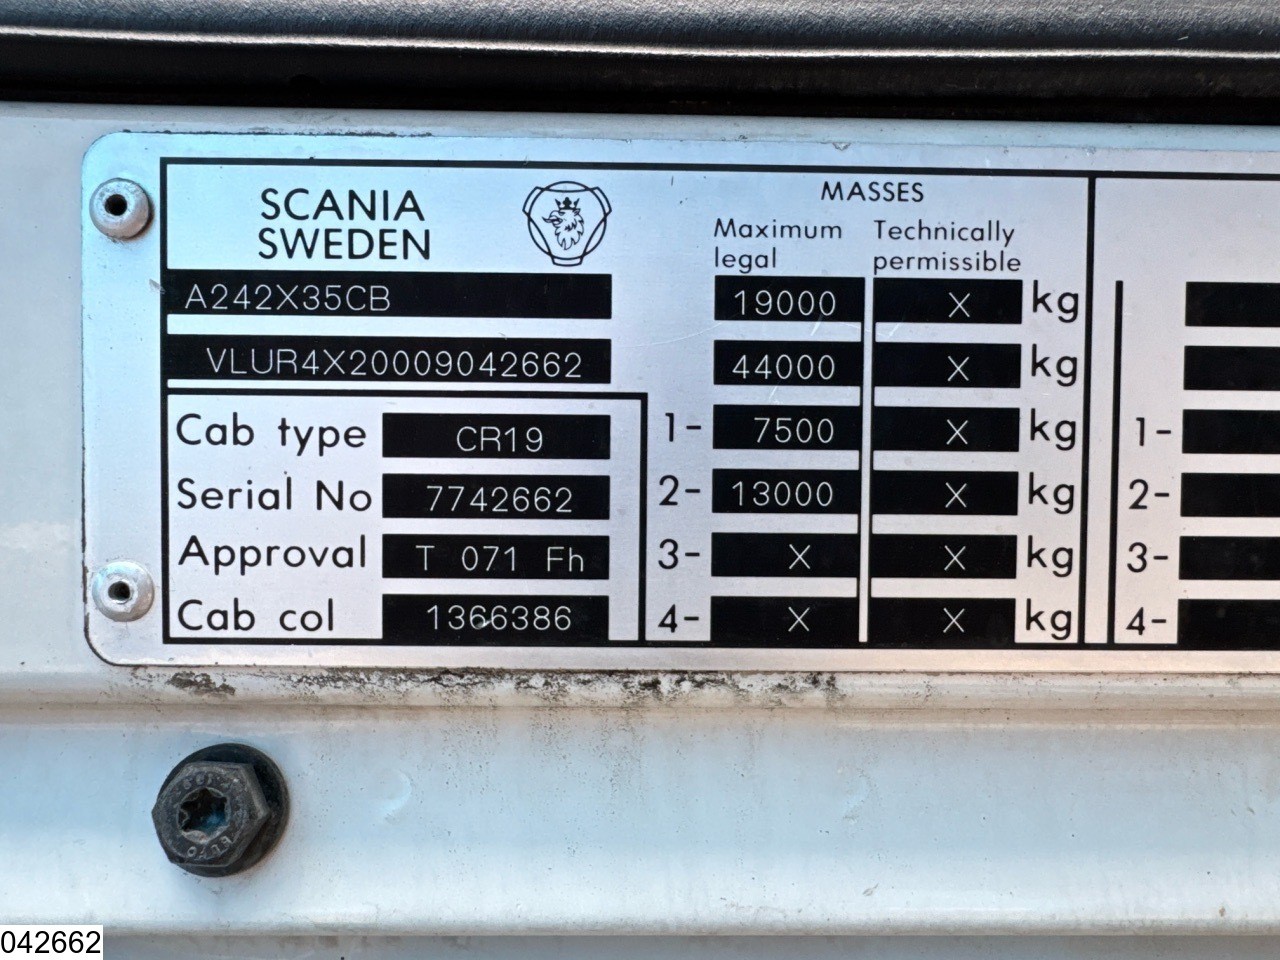 SCANIA
SWEDEN
A242X35CB
VLUR4X20009042662
Cab type CR19
Serial No 7742662
Approval T 071 Fh
Cab col 1366386
MASSES
Maximum legal Technically permissible
19000 X kg
44000 X kg
1- 7500 X kg
2- 13000 X kg
3- X X kg
4- X X kg
1-
2-
3-
4-
042662